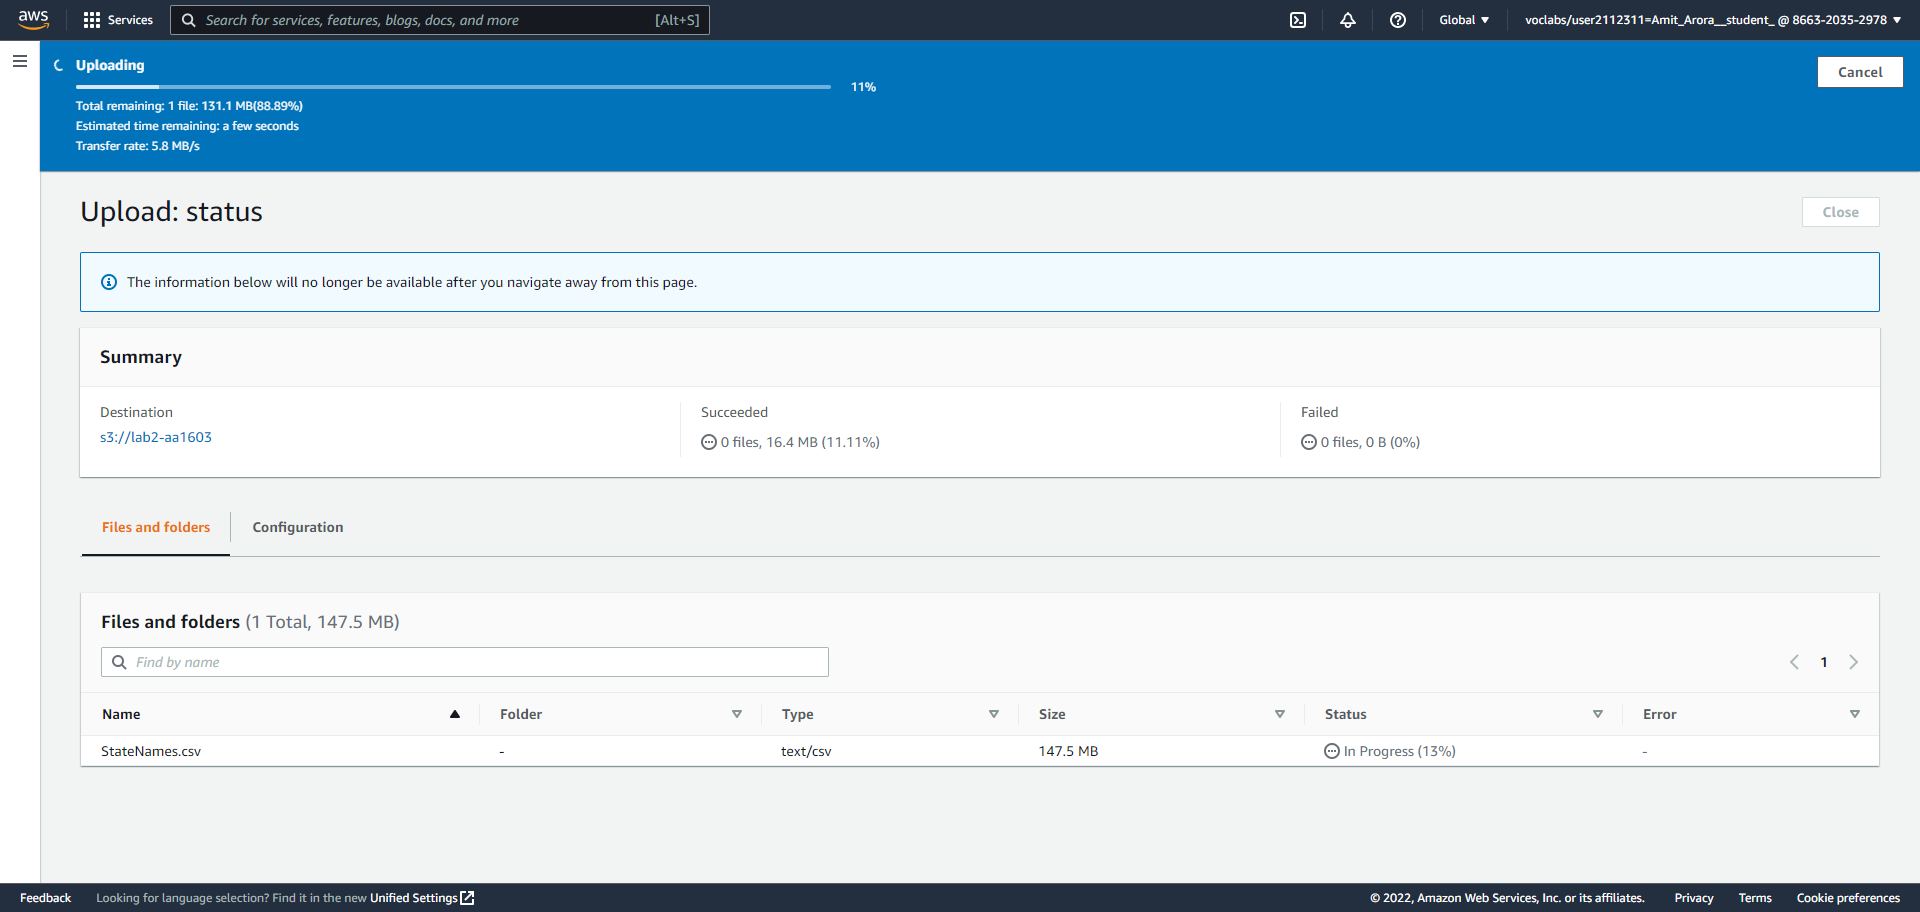 aws Services Search for services, features, blogs, docs, and more [Alt+S] Global voclabs/user2112311=Amit_Arora__student_ @ 8663-2035-2978
Uploading
Cancel
11%
Total remaining: 1 file: 131.1 MB(88.89%)
Estimated time remaining: a few seconds
Transfer rate: 5.8 MB/s
Upload: status
Close
The information below will no longer be available after you navigate away from this page.
Summary
Destination Succeeded Failed
s3://lab2-aa1603 0 files, 16.4 MB (11.11%) 0 files, 0 B (0%)
Files and folders Configuration
Files and folders (1 Total, 147.5 MB)
Find by name 1
Name Folder Type Size Status Error
StateNames.csv - text/csv 147.5 MB In Progress (13%) -
Feedback Looking for language selection? Find it in the new Unified Settings © 2022, Amazon Web Services, Inc. or its affiliates. Privacy Terms Cookie preferences